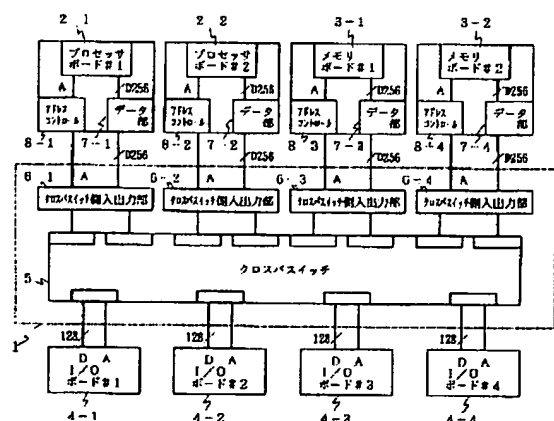 2-1 2-2 3-1 3-2
プロセッサ プロセッサ メモリ メモリ
ボード#1 ボード#2 ボード#1 ボード#2
A D256 A D256 A D256 A D256
アドレス データ部 アドレス データ部 アドレス データ部 アドレス データ部
コントロール コントロール コントロール コントロール
8-1 7-1 D256 8-2 7-2 D256 8-3 7-3 D256 8-4 7-4 D256
6-1 A 6-2 A 6-3 A 6-4 A
クロスバスイッチ側入出力部 クロスバスイッチ側入出力部 クロスバスイッチ側入出力部 クロスバスイッチ側入出力部
5 クロスバスイッチ
1 128 128 128 128
D A D A D A D A
I/O I/O I/O I/O
ボード#1 ボード#2 ボード#3 ボード#4
4-1 4-2 4-3 4-4